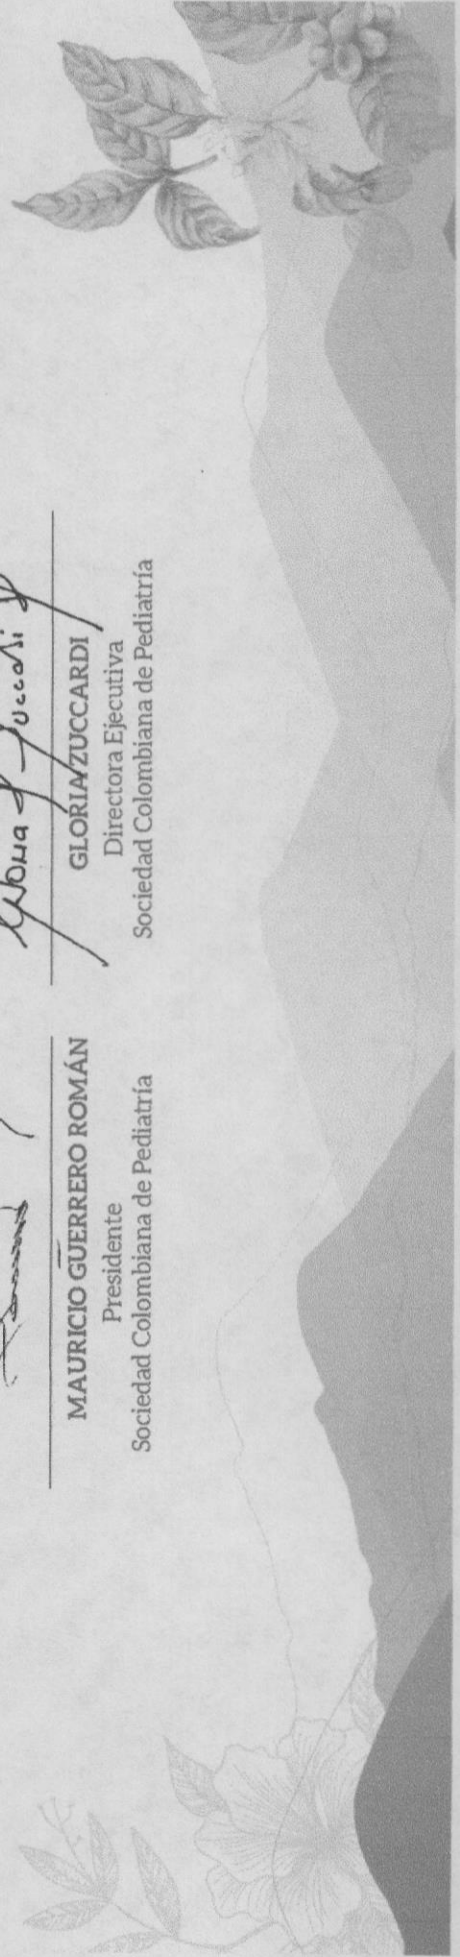 MAURICIO GUERRERO ROMÁN
Presidente
Sociedad Colombiana de Pediatría
GLORIA ZUCCARDI
Directora Ejecutiva
Sociedad Colombiana de Pediatría